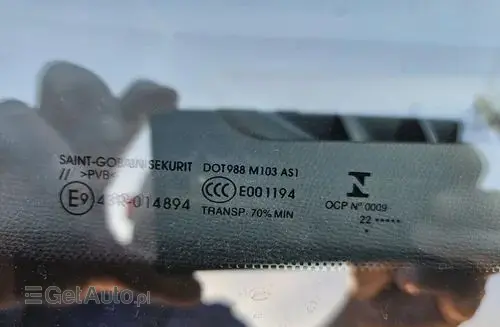 SAINT-GOBAIN SEKURIT DOT988 M103 AS1
// >PVB<
E9 43R-014894 CCC E001194
TRANSP. 70% MIN
N
OCP Nº 0009
22 *****
*
GetAuto.pl